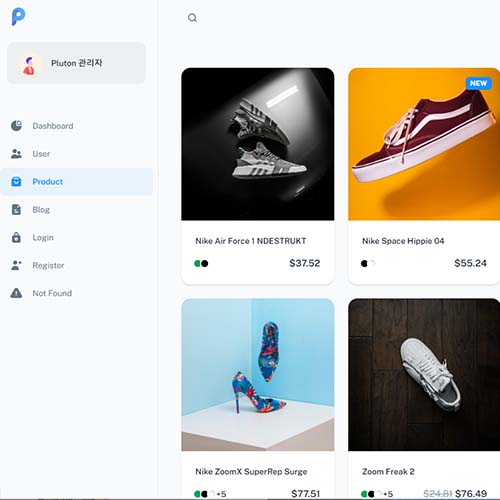 Pluton 관리자
Dashboard
User
Product
Blog
Login
Register
Not Found
NEW
Nike Air Force 1 NDESTRUKT
$37.52
Nike Space Hippie 04
$55.24
Nike ZoomX SuperRep Surge
+5
$77.51
Zoom Freak 2
+5
$24.81 $76.49